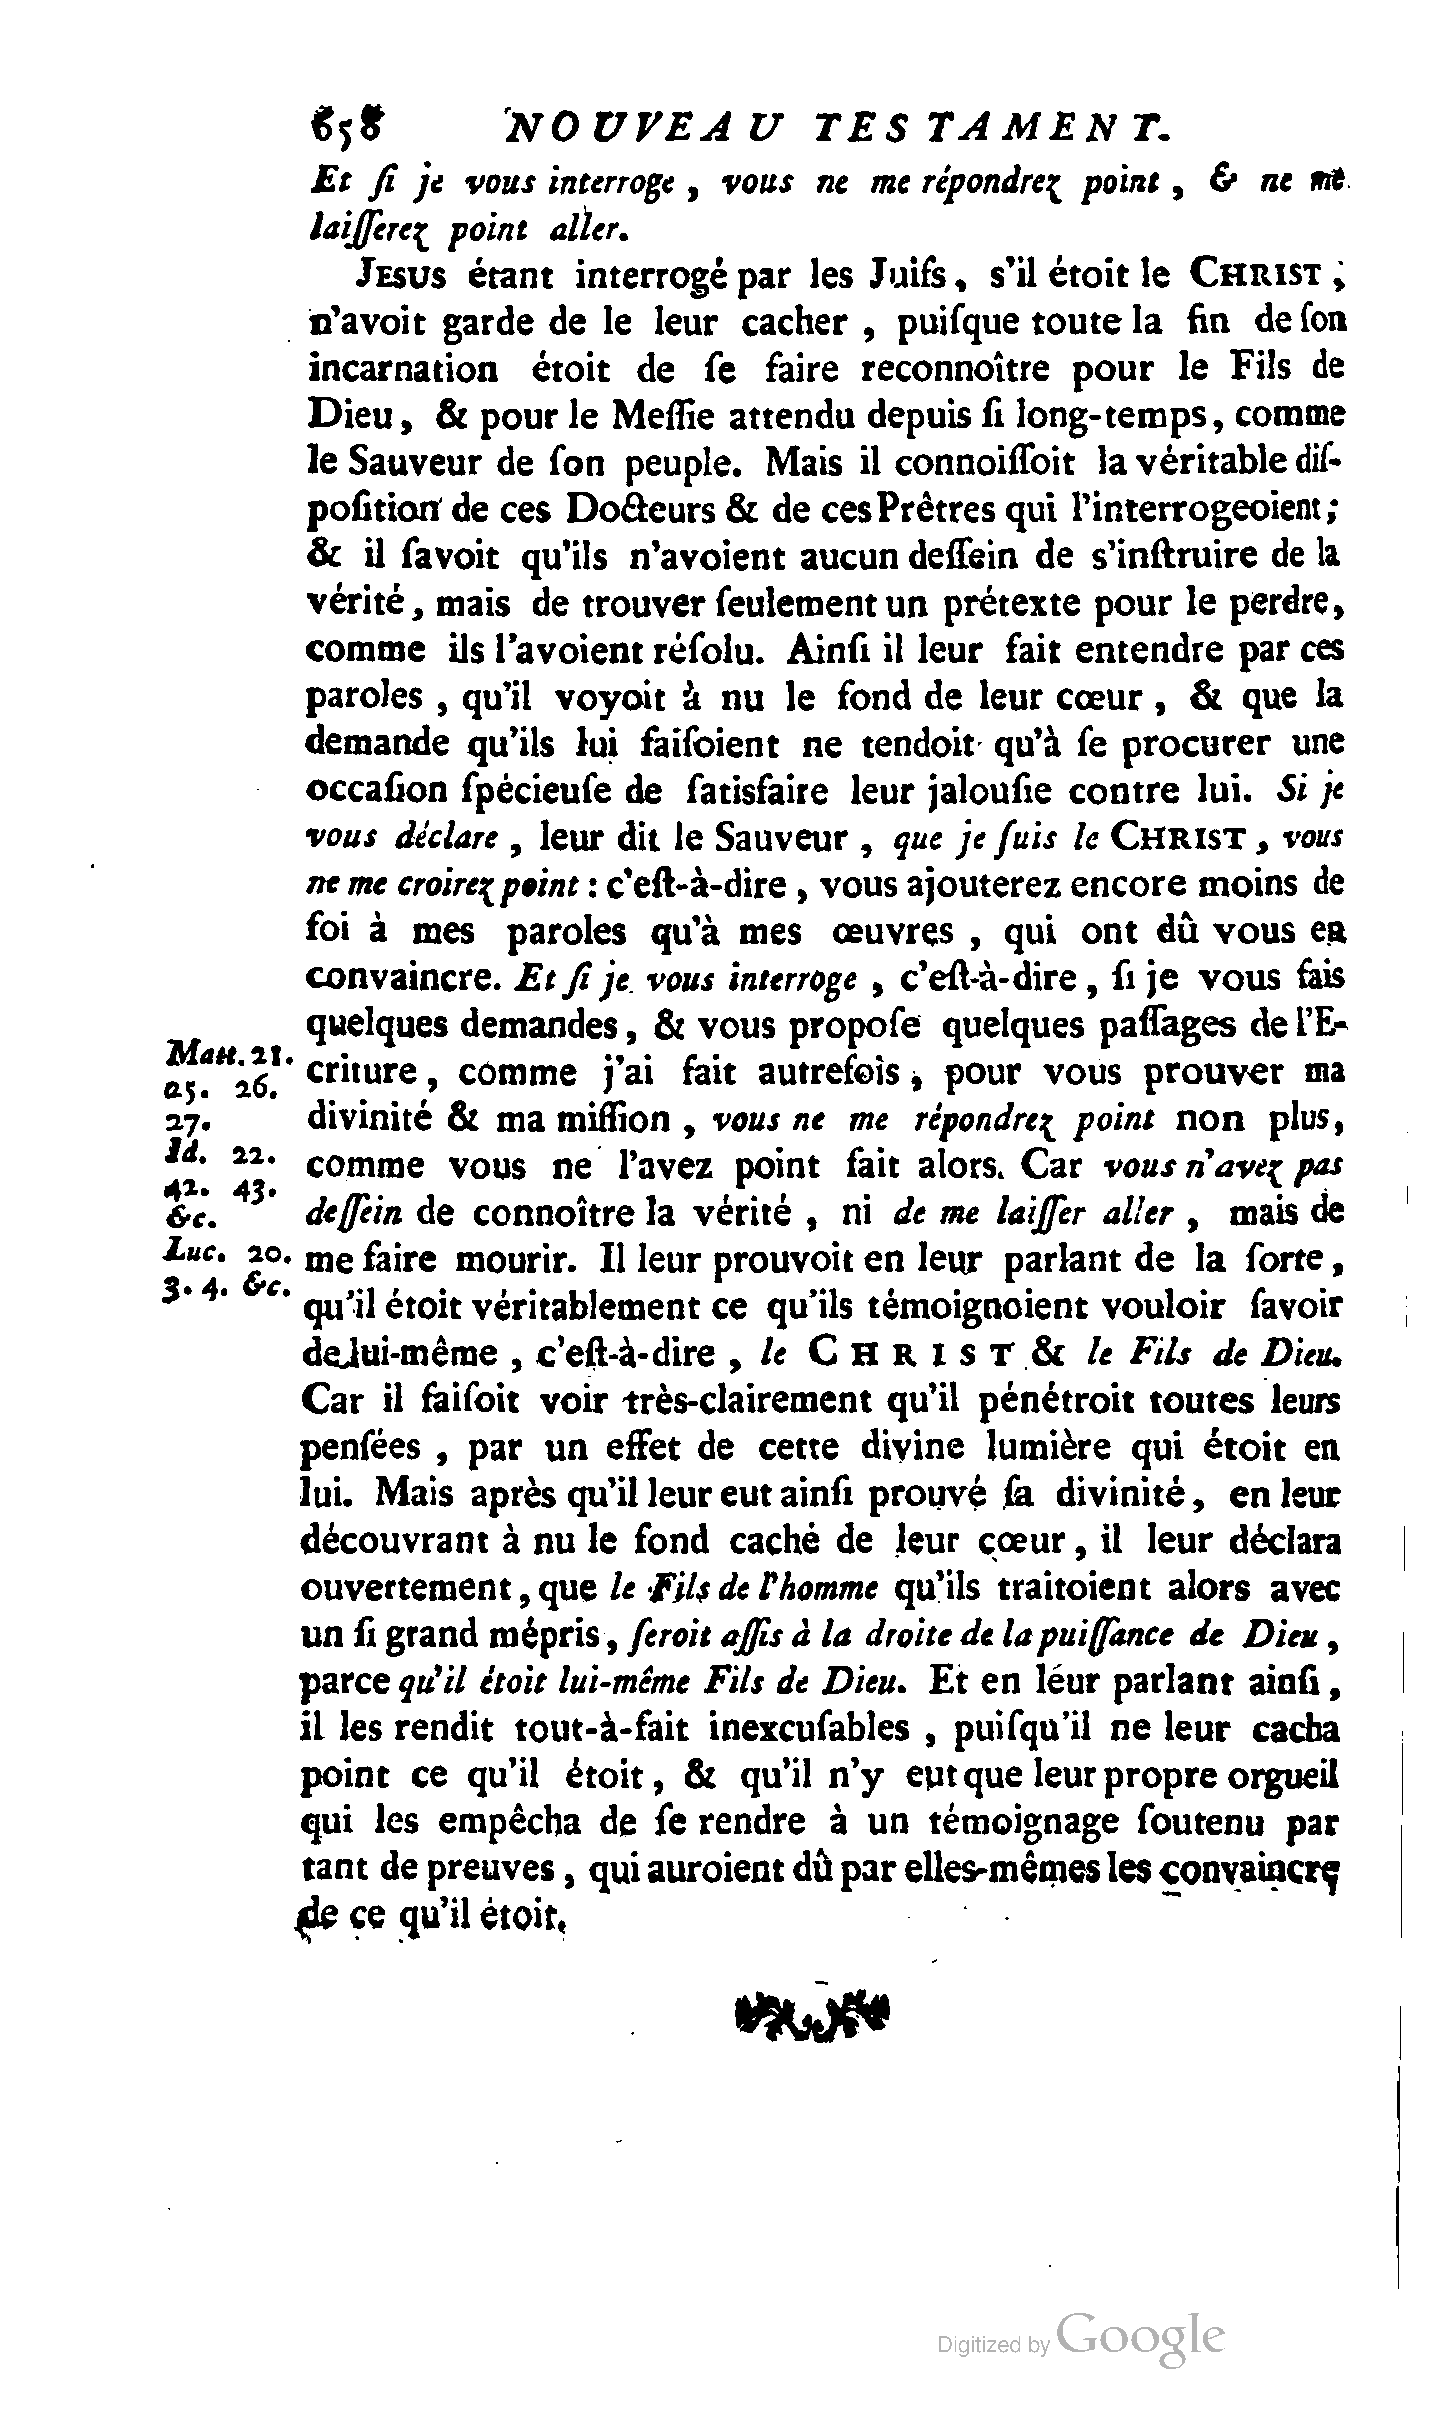 658 NOUVEAU TESTAMENT.
Et ſi je vous interroge, vous ne me répondrez point, & ne me
laiſſerez point aller.
JESUS étant interrogé par les Juifs, s'il étoit le CHRIST,
n'avoit garde de le leur cacher, puiſque toute la fin de ſon
incarnation étoit de ſe faire reconnoître pour le Fils de
Dieu, & pour le Meſſie attendu depuis ſi long-temps, comme
le Sauveur de ſon peuple. Mais il connoiſſoit la véritable diſ-
poſition de ces Docteurs & de ces Prêtres qui l'interrogeoient;
& il ſavoit qu'ils n'avoient aucun deſſein de s'inſtruire de la
vérité, mais de trouver ſeulement un prétexte pour le perdre,
comme ils l'avoient réſolu. Ainſi il leur fait entendre par ces
paroles, qu'il voyoit à nu le fond de leur cœur, & que la
demande qu'ils lui faiſoient ne tendoit qu'à ſe procurer une
occaſion ſpécieuſe de ſatisfaire leur jalouſie contre lui. Si je
vous déclare, leur dit le Sauveur, que je ſuis le CHRIST, vous
ne me croirez point : c'eſt-à-dire, vous ajouterez encore moins de
foi à mes paroles qu'à mes œuvres, qui ont dû vous en
convaincre. Et ſi je vous interroge, c'eſt-à-dire, ſi je vous fais
quelques demandes, & vous propoſe quelques paſſages de l'E-
criture, comme j'ai fait autrefois, pour vous prouver ma
divinité & ma miſſion, vous ne me répondrez point non plus,
comme vous ne l'avez point fait alors. Car vous n'avez pas
deſſein de connoître la vérité, ni de me laiſſer aller, mais de
me faire mourir. Il leur prouvoit en leur parlant de la ſorte,
qu'il étoit véritablement ce qu'ils témoignoient vouloir ſavoir
de lui-même, c'eſt-à-dire, le CHRIST & le Fils de Dieu.
Car il faiſoit voir très-clairement qu'il pénétroit toutes leurs
penſées, par un effet de cette divine lumière qui étoit en
lui. Mais après qu'il leur eut ainſi prouvé ſa divinité, en leur
découvrant à nu le fond caché de leur cœur, il leur déclara
ouvertement, que le Fils de l'homme qu'ils traitoient alors avec
un ſi grand mépris, ſeroit aſſis à la droite de la puiſſance de Dieu,
parce qu'il étoit lui-même Fils de Dieu. Et en leur parlant ainſi,
il les rendit tout-à-fait inexcuſables, puiſqu'il ne leur cacha
point ce qu'il étoit, & qu'il n'y eut que leur propre orgueil
qui les empêcha de ſe rendre à un témoignage ſoutenu par
tant de preuves, qui auroient dû par elles-mêmes les convaincre
de ce qu'il étoit.
Matt. 21.
25. 26.
27.
Id. 22.
42. 43.
&c.
Luc. 20.
3. 4. &c.
Digitized by Google